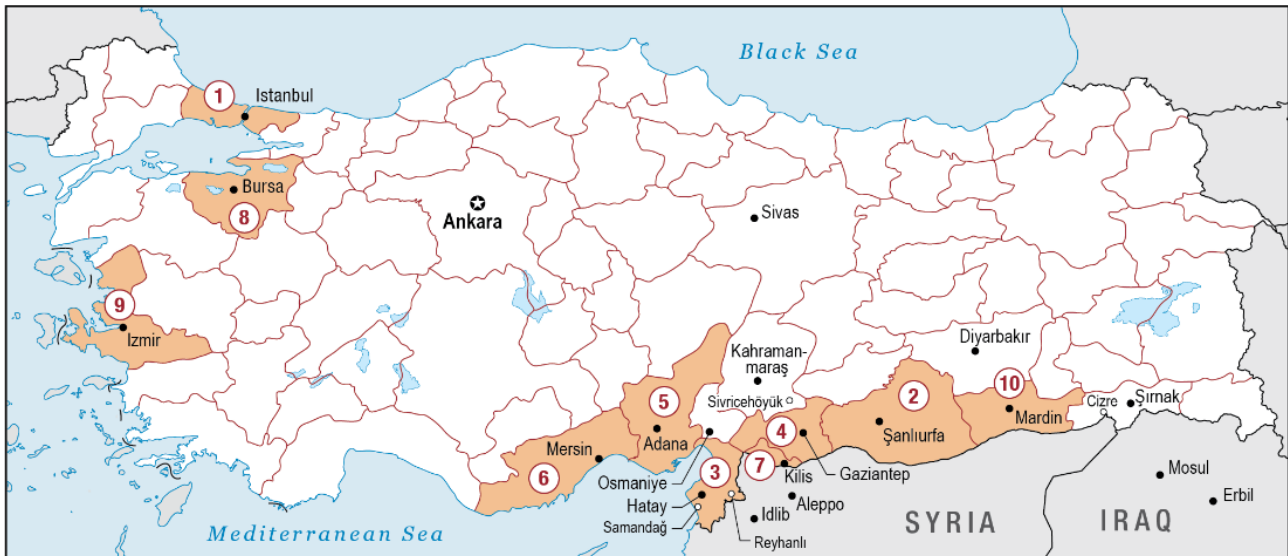 Black Sea
1
Istanbul
Bursa
8
Ankara
Sivas
9
Izmir
Diyarbakır
Kahraman-
maraş
Sivricehöyük
10
2
Cizre
Şırnak
Mardin
5
4
Şanlıurfa
Adana
Mersin
6
Osmaniye
3
7
Kilis
Gaziantep
Mosul
Hatay
Aleppo
Erbil
Samandağ
Idlib
SYRIA
IRAQ
Mediterranean Sea
Reyhanlı